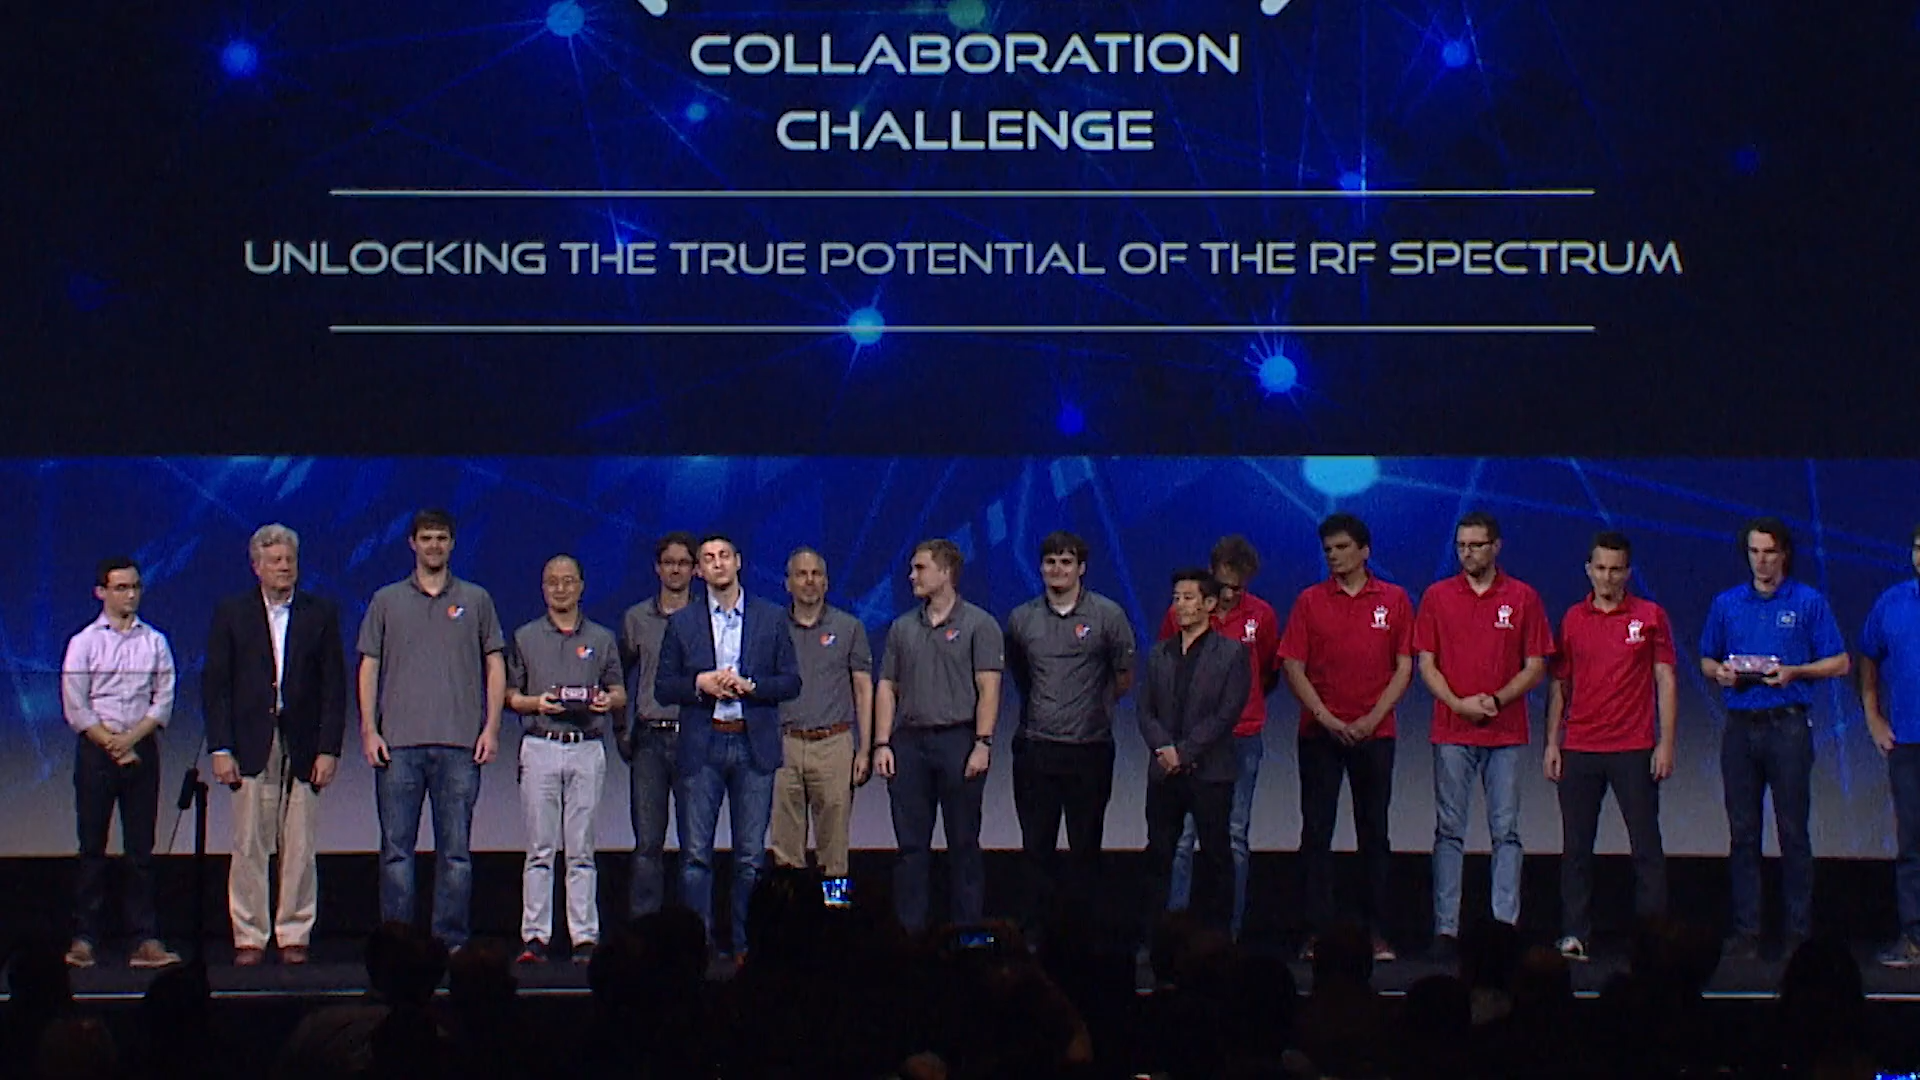 COLLABORATION
CHALLENGE
UNLOCKING THE TRUE POTENTIAL OF THE RF SPECTRUM